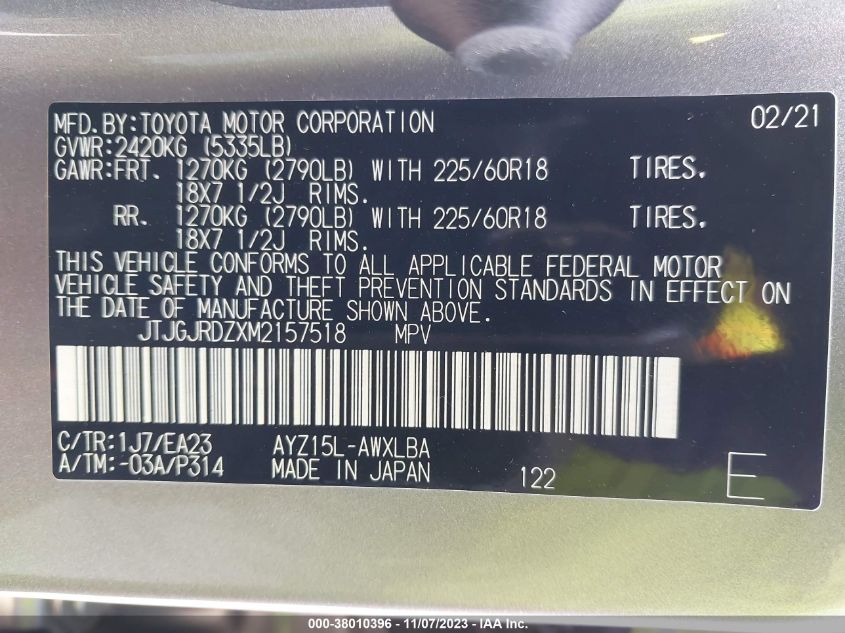 MFD.BY:TOYOTA MOTOR CORPORATION 02/21
GVWR:2420KG (5335LB)
GAWR:FRT. 1270KG (2790LB) WITH 225/60R18 TIRES.
18X7 1/2J RIMS.
RR. 1270KG (2790LB) WITH 225/60R18 TIRES.
18X7 1/2J RIMS.
THIS VEHICLE CONFORMS TO ALL APPLICABLE FEDERAL MOTOR
VEHICLE SAFETY AND THEFT PREVENTION STANDARDS IN EFFECT ON
THE DATE OF MANUFACTURE SHOWN ABOVE.
JTJGJRDZXM2157518 MPV
C/TR:1J7/EA23 AYZ15L-AWXLBA
A/TM:-03A/P314 MADE IN JAPAN 122 E
000-38010396 - 11/07/2023 - IAA Inc.